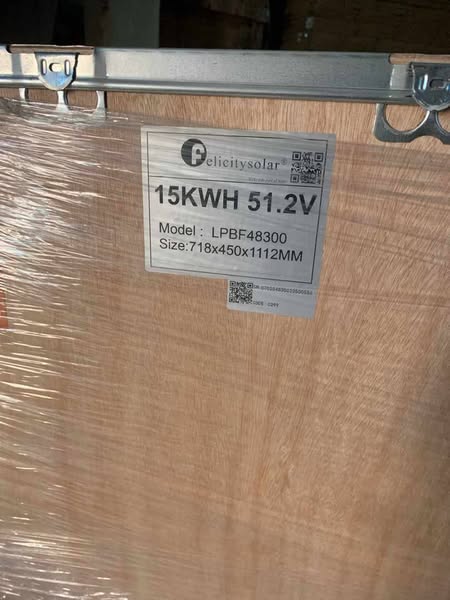 Felicitysolar®
15KWH 51.2V
Model : LPBF48300
Size:718x450x1112MM